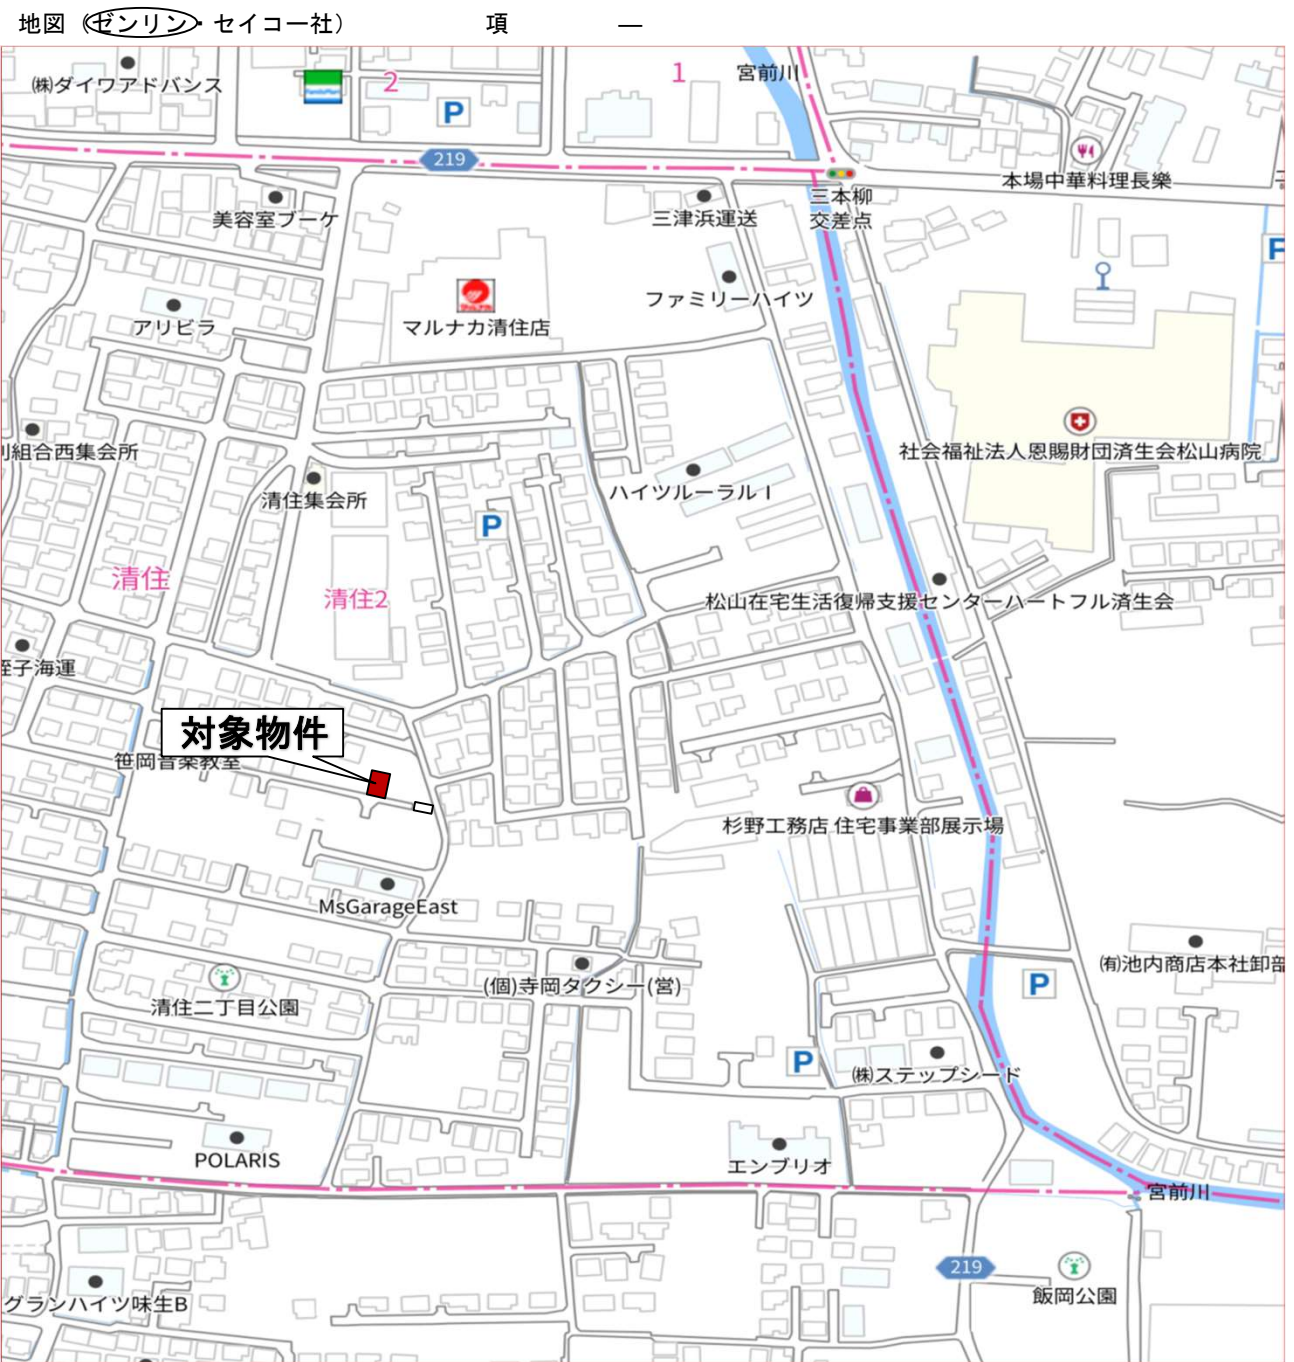 地図（ゼンリン・セイコー社）　項　―
1
宮前川
2
㈱ダイワアドバンス
FamilyMart
P
219
本場中華料理長樂
三本柳
交差点
美容室ブーケ
三津浜運送
P
ファミリーハイツ
アリビラ
マルナカ清住店
組合西集会所
社会福祉法人恩賜財団済生会松山病院
清住集会所
ハイツルーラルⅠ
P
清住
清住2
松山在宅生活復帰支援センターハートフル済生会
子海運
対象物件
笹岡音楽教室
杉野工務店 住宅事業部展示場
MsGarageEast
(個)寺岡タクシー(営)
㈲池内商店本社卸部
P
清住二丁目公園
P
㈱ステップシード
POLARIS
エンブリオ
宮前川
219
飯岡公園
グランハイツ味生B